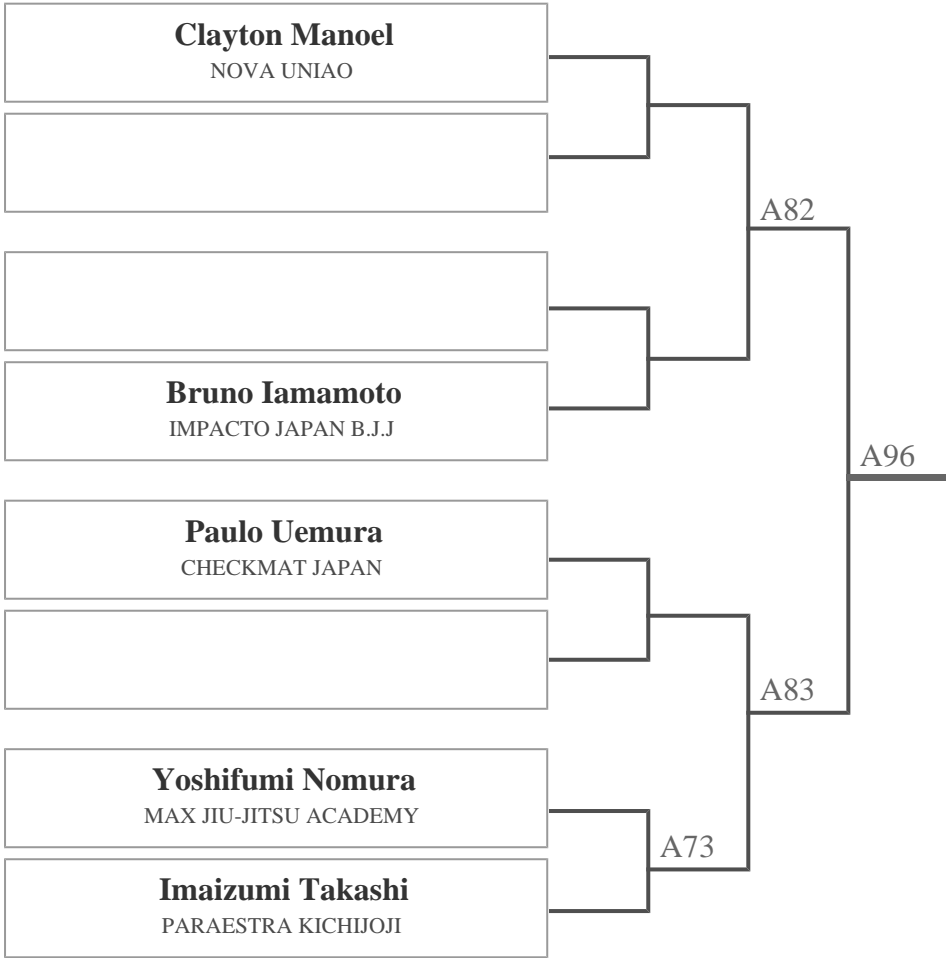 Clayton Manoel
NOVA UNIAO
A82
Bruno Iamamoto
IMPACTO JAPAN B.J.J
A96
Paulo Uemura
CHECKMAT JAPAN
A83
Yoshifumi Nomura
MAX JIU-JITSU ACADEMY
A73
Imaizumi Takashi
PARAESTRA KICHIJOJI